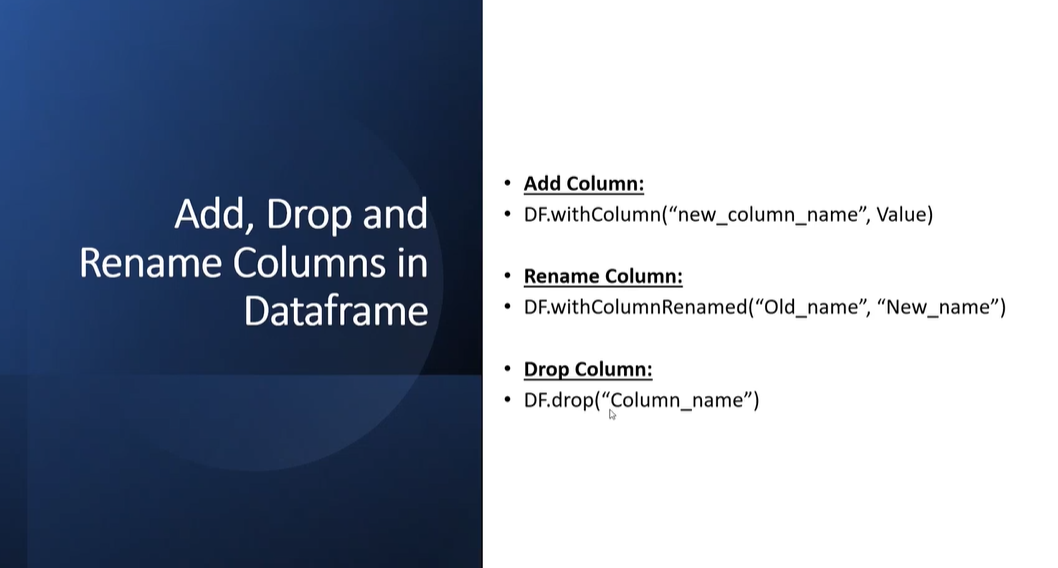 Add, Drop and
Rename Columns in
Dataframe
• Add Column:
• DF.withColumn(“new_column_name”, Value)
• Rename Column:
• DF.withColumnRenamed(“Old_name”, “New_name”)
• Drop Column:
• DF.drop(“Column_name”)